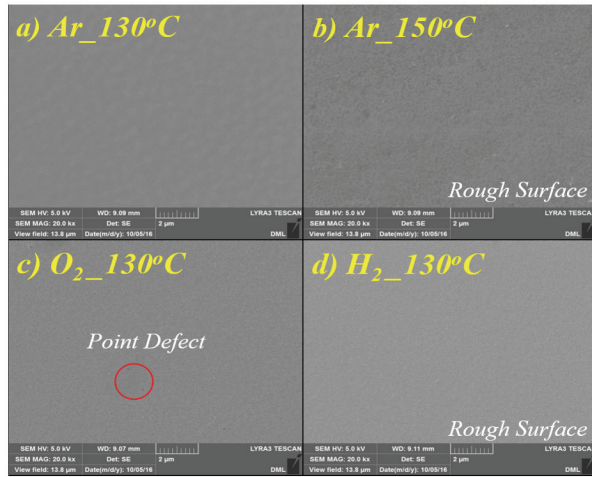 a) Ar_130°C
SEM HV: 5.0 kV WD: 9.09 mm LYRA3 TESCAN
SEM MAG: 20.0 kx Det: SE 2 µm
View field: 13.8 µm Date(m/d/y): 10/05/16 DML
b) Ar_150°C
Rough Surface
SEM HV: 5.0 kV WD: 9.09 mm LYRA3 TESCAN
SEM MAG: 20.0 kx Det: SE 2 µm
View field: 13.8 µm Date(m/d/y): 10/05/16 DML
c) O₂_130°C
Point Defect
SEM HV: 5.0 kV WD: 9.07 mm LYRA3 TESCAN
SEM MAG: 20.0 kx Det: SE 2 µm
View field: 13.8 µm Date(m/d/y): 10/05/16 DML
d) H₂_130°C
Rough Surface
SEM HV: 5.0 kV WD: 9.11 mm LYRA3 TESCAN
SEM MAG: 20.0 kx Det: SE 2 µm
View field: 13.8 µm Date(m/d/y): 10/05/16 DML